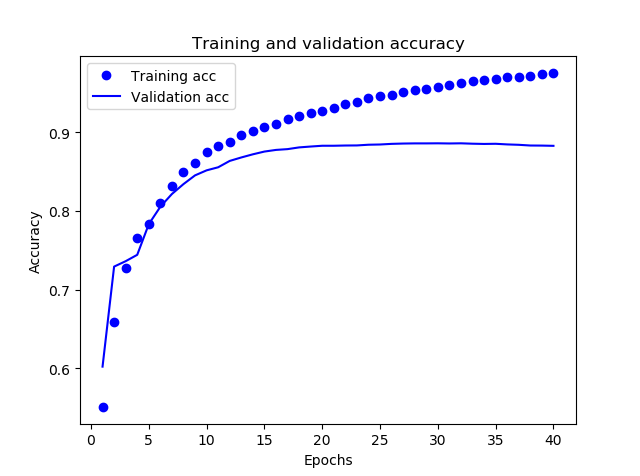 Training and validation accuracy
Training acc
Validation acc
0.9
0.8
0.7
0.6
Accuracy
0 5 10 15 20 25 30 35 40
Epochs